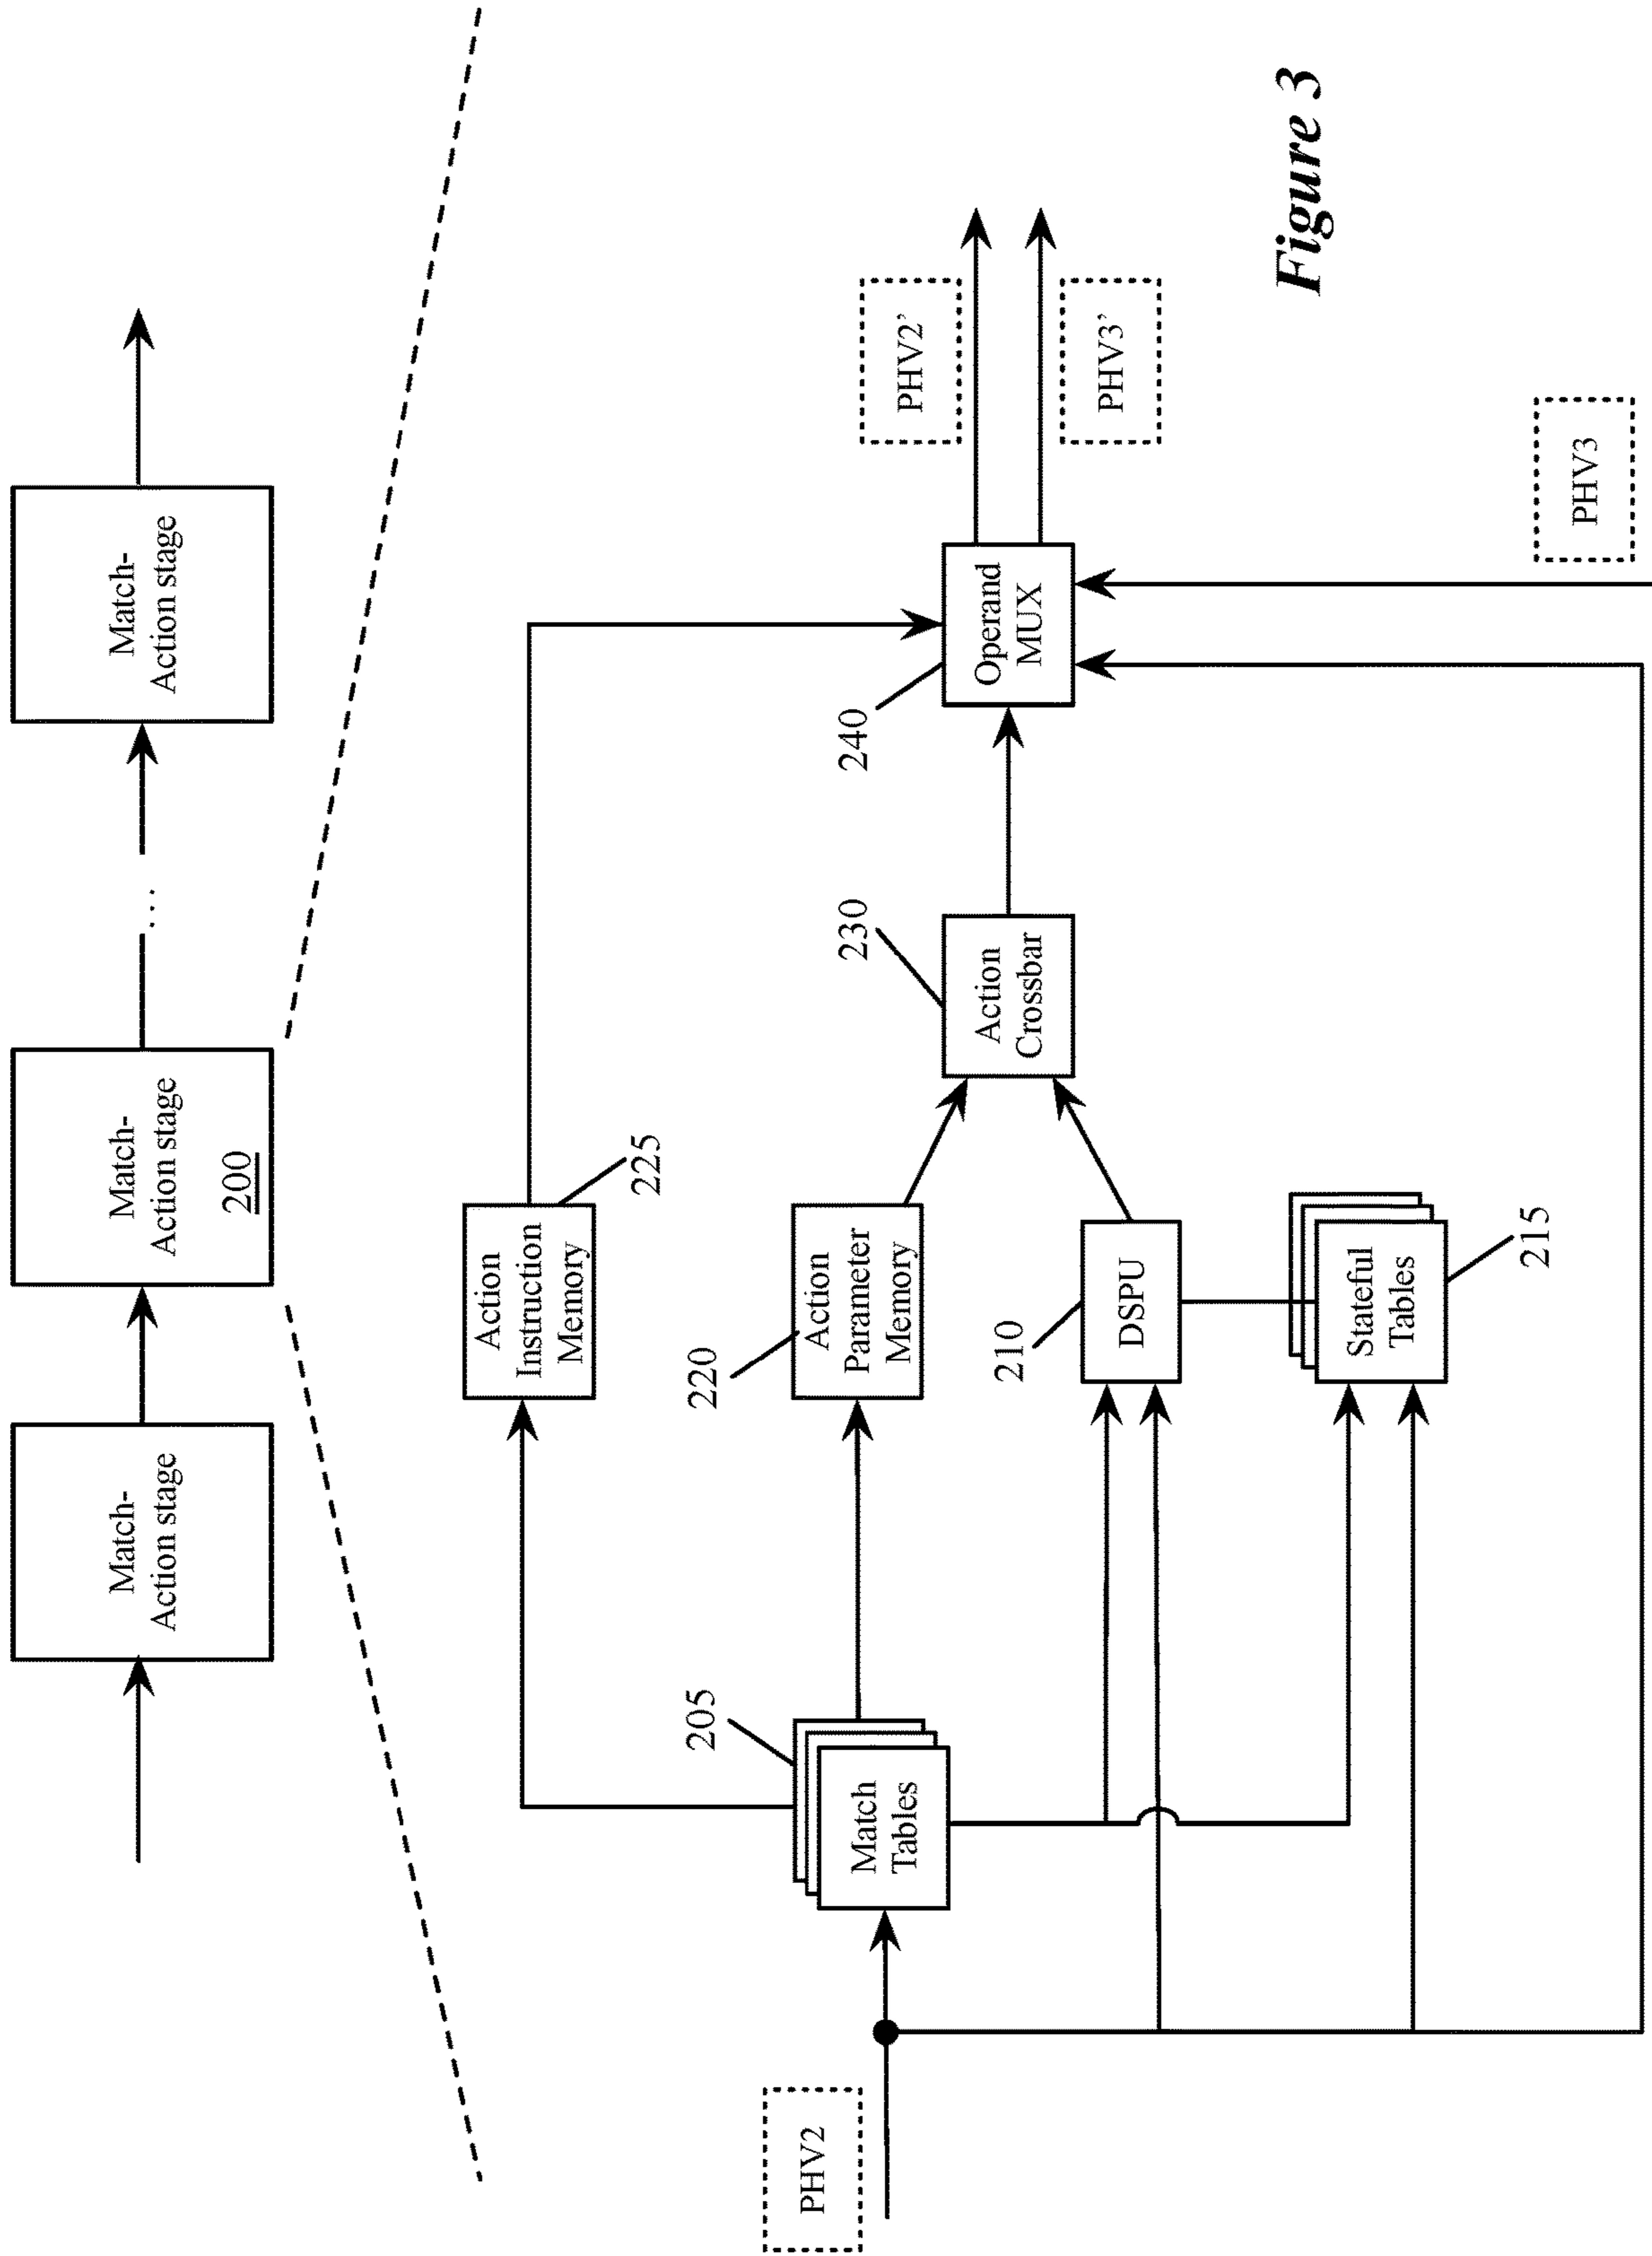 Match-
Action stage
Match-
Action stage
200
...
Match-
Action stage
Action
Instruction
Memory
225
205
Match
Tables
220
Action
Parameter
Memory
230
Action
Crossbar
240
Operand
MUX
PHV2
PHV2’
PHV3’
210
DSPU
Stateful
Tables
215
PHV3
Figure 3